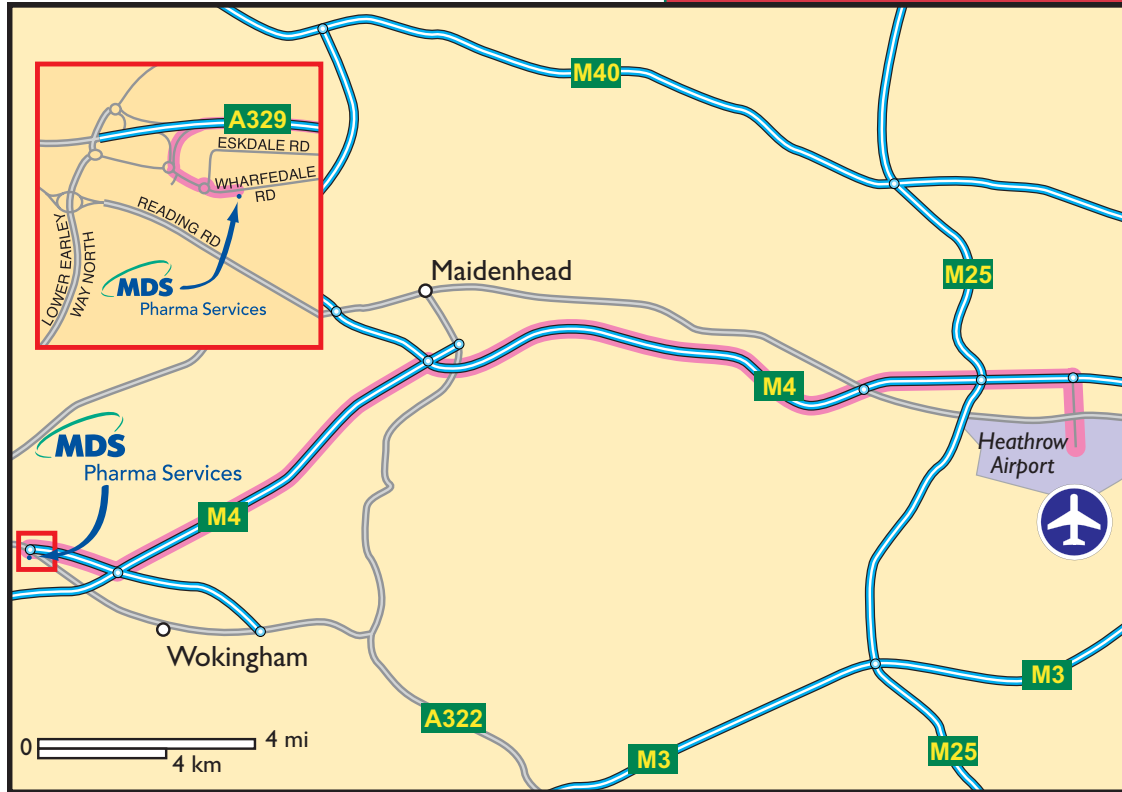 M40
A329
ESKDALE RD
WHARFEDALE
RD
READING RD
LOWER EARLEY
WAY NORTH
MDS
Pharma Services
Maidenhead
M25
M4
Heathrow
Airport
MDS
Pharma Services
M4
Wokingham
A322
M3
M3
M25
0
4 mi
4 km